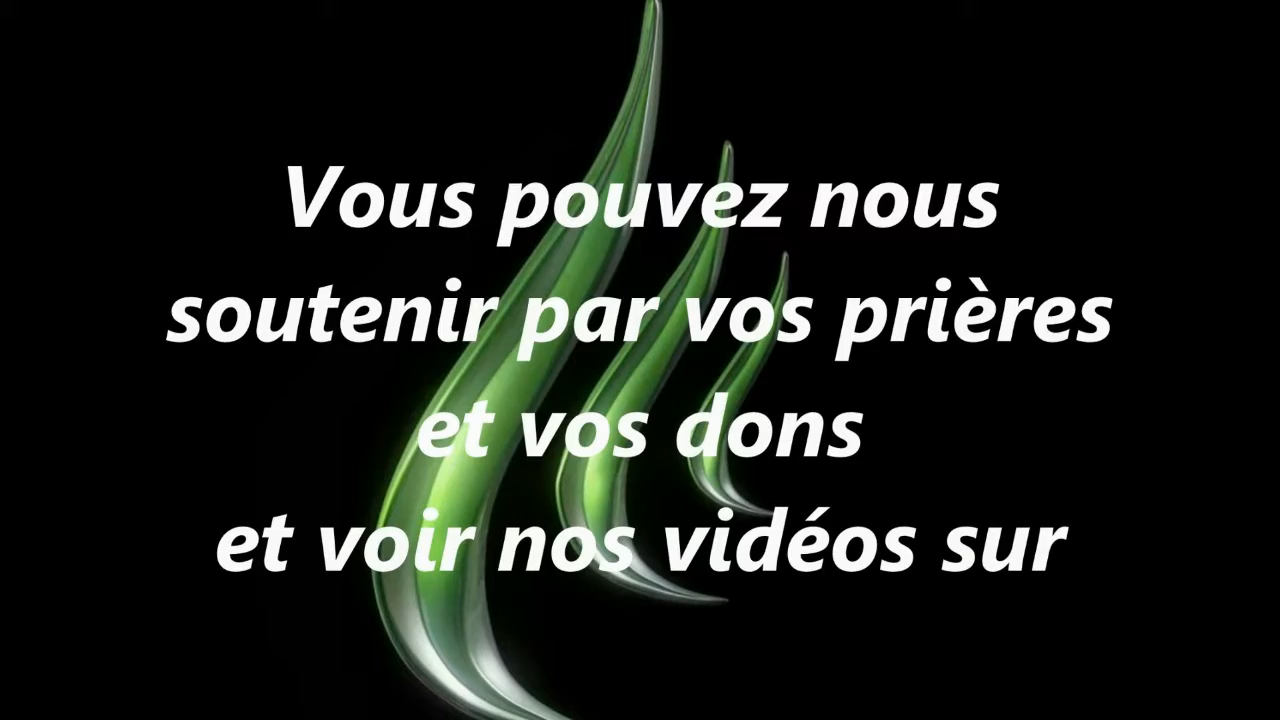 Vous pouvez nous
soutenir par vos prières
et vos dons
et voir nos vidéos sur